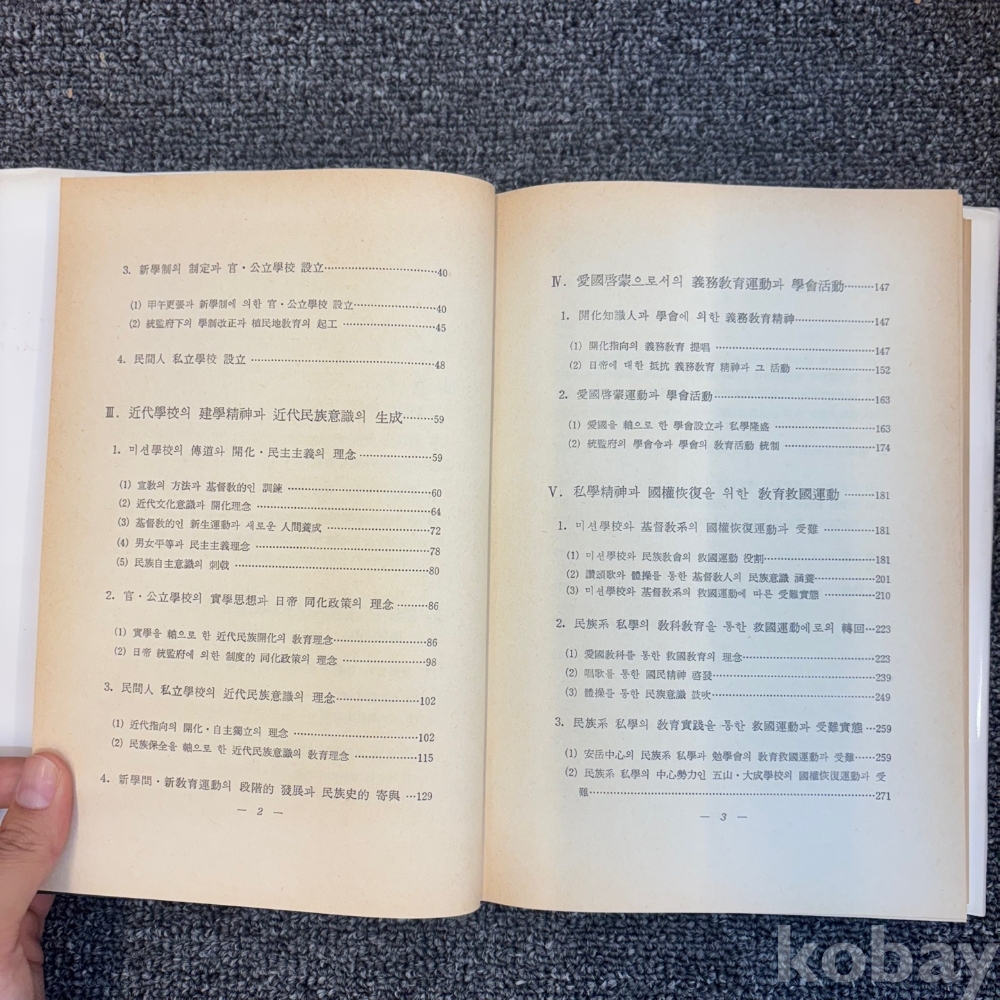 3. 新學制의 制定과 官·公立學校 設立……………………………40
(1) 甲午更張과 新學制에 의한 官·公立學校 設立……………………40
(2) 統監府下의 學制改正과 植民地敎育의 起工 ………………………45
4. 民間人 私立學校 設立 ……………………………………………48
Ⅲ. 近代學校의 建學精神과 近代民族意識의 生成………59
1. 미션學校의 傳道와 開化·民主主義의 理念 …………………59
(1) 宣敎의 方法과 基督敎的인 訓鍊 ……………………………………60
(2) 近代文化意識과 開化理念 ……………………………………………64
(3) 基督敎的인 新生運動과 새로운 人間養成……………………………72
(4) 男女平等과 民主主義理念 ……………………………………………78
(5) 民族自主意識의 刺戟 …………………………………………………80
2. 官·公立學校의 實學思想과 日帝 同化政策의 理念 ………86
(1) 實學을 軸으로 한 近代民族開化의 敎育理念………………………86
(2) 日帝 統監府에 의한 制度的 同化政策의 理念 ……………………98
3. 民間人 私立學校의 近代民族意識의 理念……………………102
(1) 近代指向의 開化·自主獨立의 理念 ………………………………102
(2) 民族保全을 軸으로 한 近代民族意識의 敎育理念 ………………115
4. 新學問·新敎育運動의 段階的 發展과 民族史的 寄與 …129
— 2 —
Ⅳ. 愛國啓蒙으로서의 義務敎育運動과 學會活動………147
1. 開化知識人과 學會에 의한 義務敎育精神……………………147
(1) 開化指向의 義務敎育 提唱 …………………………………………147
(2) 日帝에 대한 抵抗 義務敎育 精神과 그 活動 ……………………152
2. 愛國啓蒙運動과 學會活動…………………………………………163
(1) 愛國을 軸으로 한 學會設立과 私學隆盛 …………………………163
(2) 統監府의 學會令과 學會의 敎育活動 統制 ………………………174
Ⅴ. 私學精神과 國權恢復을 위한 敎育救國運動 ………181
1. 미션學校와 基督敎系의 國權恢復運動과 受難 ……………181
(1) 미션學校와 民族敎會의 救國運動 役割……………………………181
(2) 讚頌歌와 體操를 통한 基督敎人의 民族意識 涵養………………201
(3) 미션學校와 基督敎系의 救國運動에 따른 受難實態 ……………210
2. 民族系 私學의 敎科敎育을 통한 救國運動에로의 轉回…223
(1) 愛國敎科를 통한 救國敎育의 理念…………………………………223
(2) 唱歌를 통한 國民精神 啓發 ………………………………………239
(3) 體操를 통한 民族意識 鼓吹…………………………………………249
3. 民族系 私學의 敎育實踐을 통한 救國運動과 受難實態 …259
(1) 安岳中心의 民族系 私學과 勉學會의 敎育救國運動과 受難……259
(2) 民族系 私學의 中心勢力인 五山·大成學校의 國權恢復運動과 受
難……………………………………………………………………………271
— 3 —
kobay